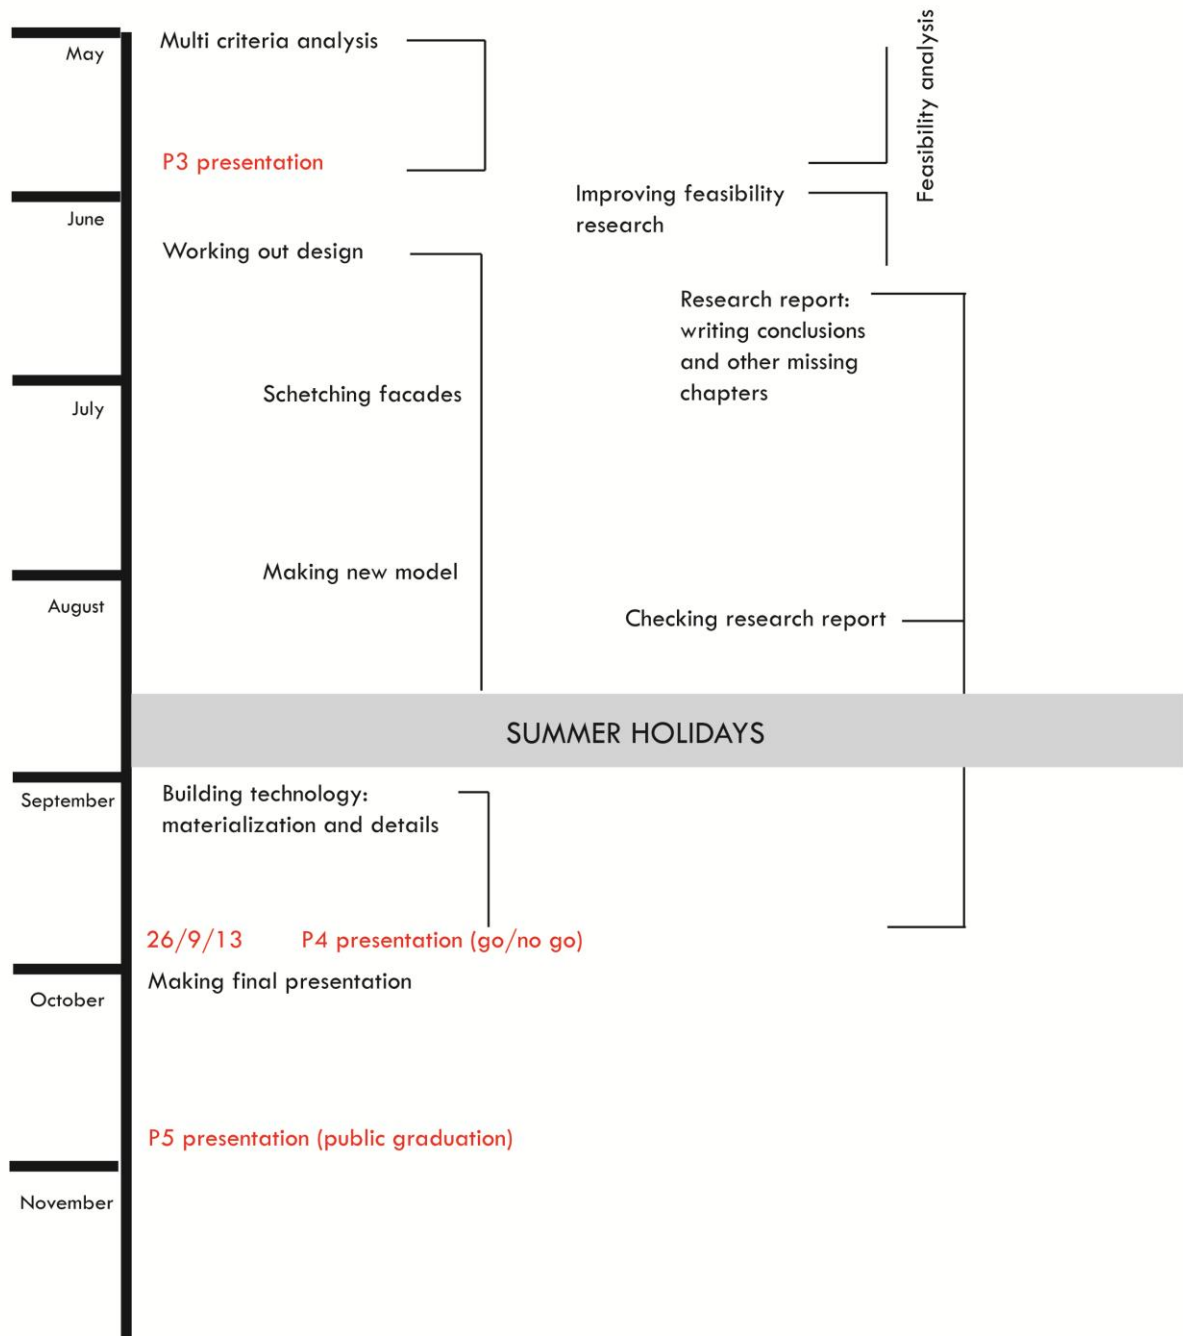 May
Multi criteria analysis
Feasibility analysis
P3 presentation
June
Improving feasibility
research
Working out design
Research report:
writing conclusions
and other missing
chapters
July
Schetching facades
Making new model
August
Checking research report
SUMMER HOLIDAYS
September
Building technology:
materialization and details
26/9/13 P4 presentation (go/no go)
October
Making final presentation
P5 presentation (public graduation)
November